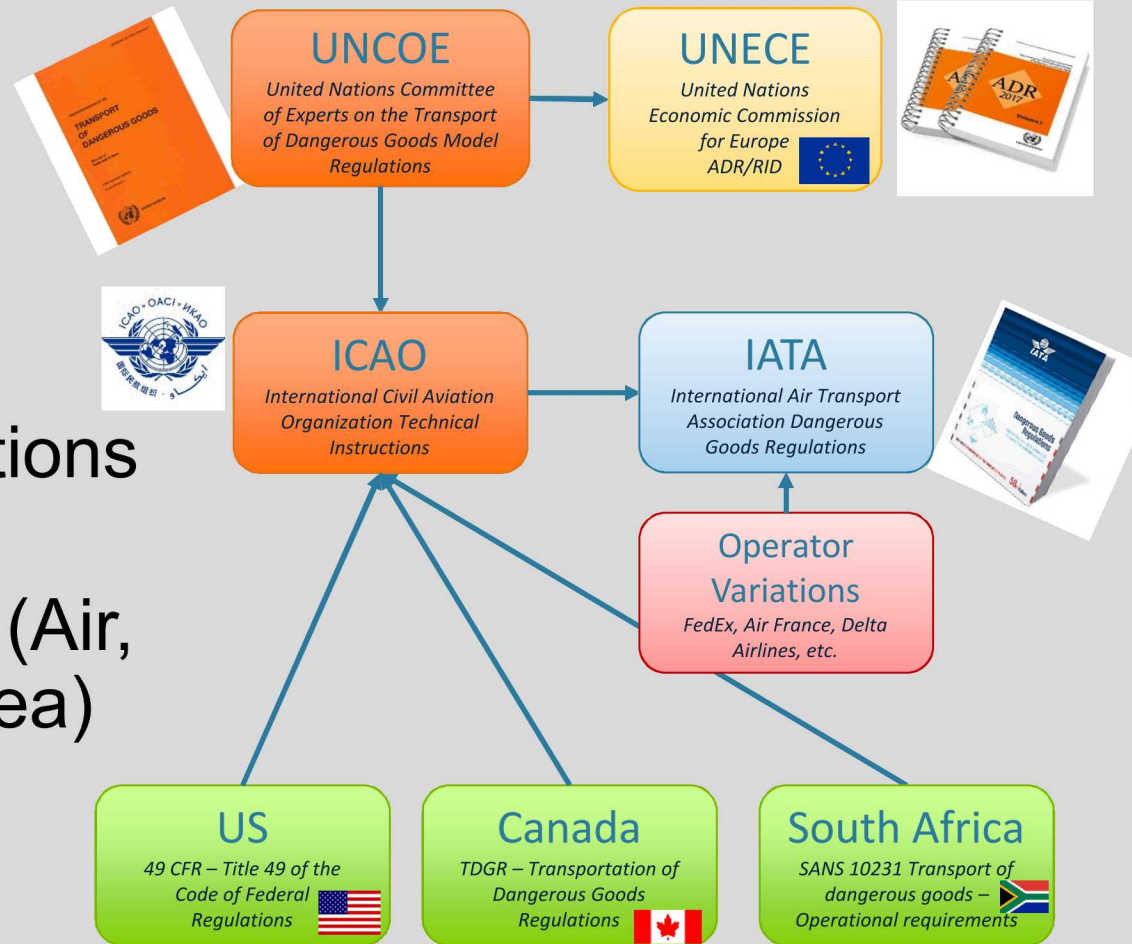 TRANSPORT
OF
DANGEROUS GOODS
UNCOE
United Nations Committee
of Experts on the Transport
of Dangerous Goods Model
Regulations
UNECE
United Nations
Economic Commission
for Europe
ADR/RID
ADR
2017
Volume I
ICAO · OACI · ИКАО
ICAO
International Civil Aviation
Organization Technical
Instructions
IATA
International Air Transport
Association Dangerous
Goods Regulations
IATA
Dangerous Goods
Regulations
tions
(Air,
ea)
Operator
Variations
FedEx, Air France, Delta
Airlines, etc.
US
49 CFR – Title 49 of the
Code of Federal
Regulations
Canada
TDGR – Transportation of
Dangerous Goods
Regulations
South Africa
SANS 10231 Transport of
dangerous goods –
Operational requirements